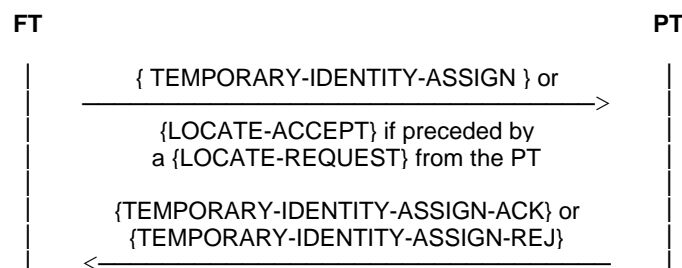 FT PT
{ TEMPORARY-IDENTITY-ASSIGN } or
{LOCATE-ACCEPT} if preceded by
a {LOCATE-REQUEST} from the PT
{TEMPORARY-IDENTITY-ASSIGN-ACK} or
{TEMPORARY-IDENTITY-ASSIGN-REJ}